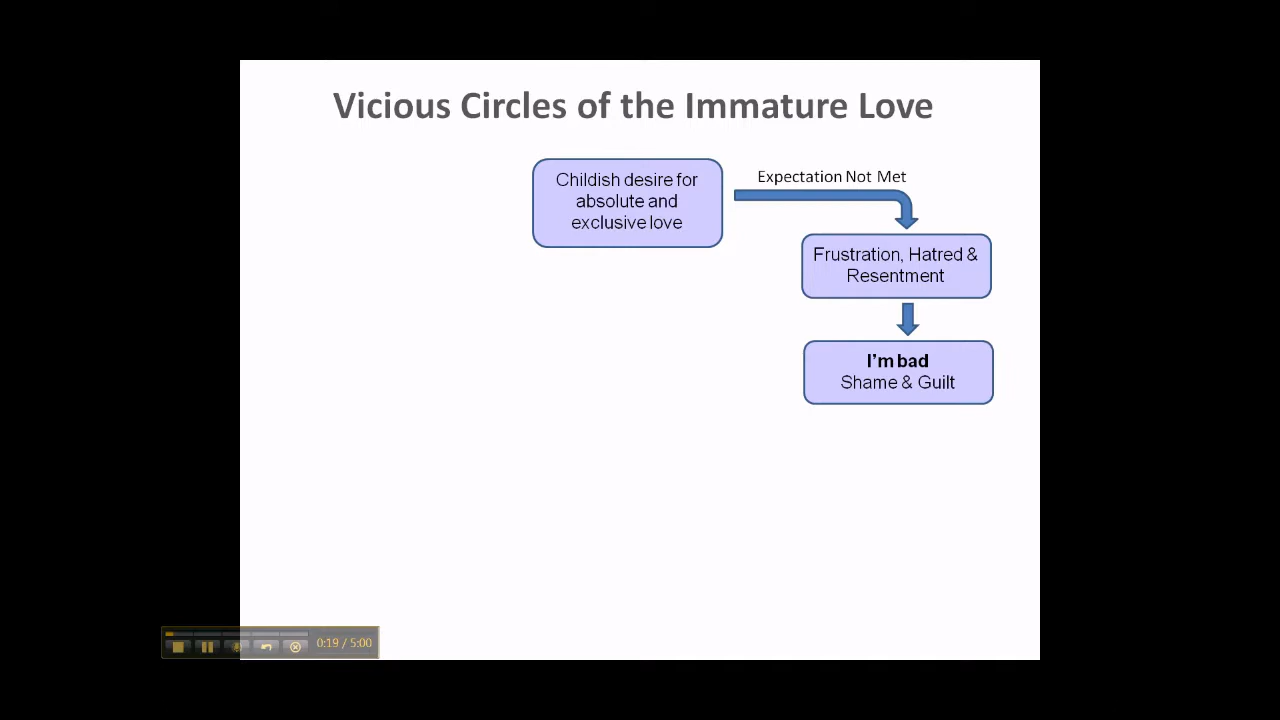 Vicious Circles of the Immature Love
Childish desire for
absolute and
exclusive love
Expectation Not Met
Frustration, Hatred &
Resentment
I'm bad
Shame & Guilt
0:19 / 5:00